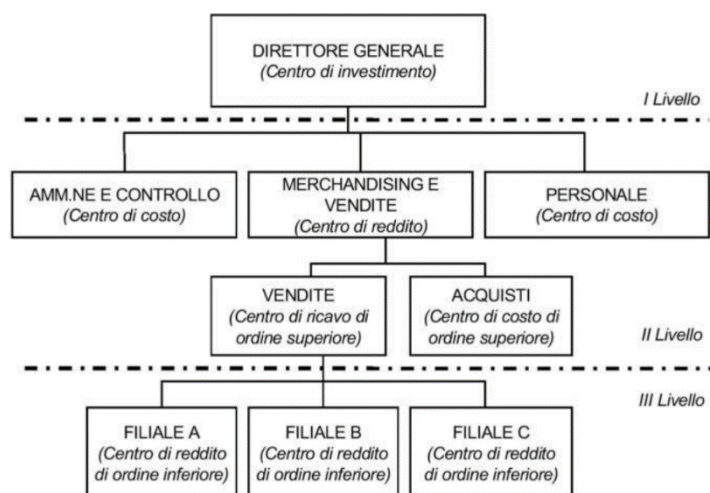 DIRETTORE GENERALE
(Centro di investimento)
I Livello
AMM.NE E CONTROLLO
(Centro di costo)
MERCHANDISING E
VENDITE
(Centro di reddito)
PERSONALE
(Centro di costo)
VENDITE
(Centro di ricavo di
ordine superiore)
ACQUISTI
(Centro di costo di
ordine superiore)
II Livello
III Livello
FILIALE A
(Centro di reddito
di ordine inferiore)
FILIALE B
(Centro di reddito
di ordine inferiore)
FILIALE C
(Centro di reddito
di ordine inferiore)